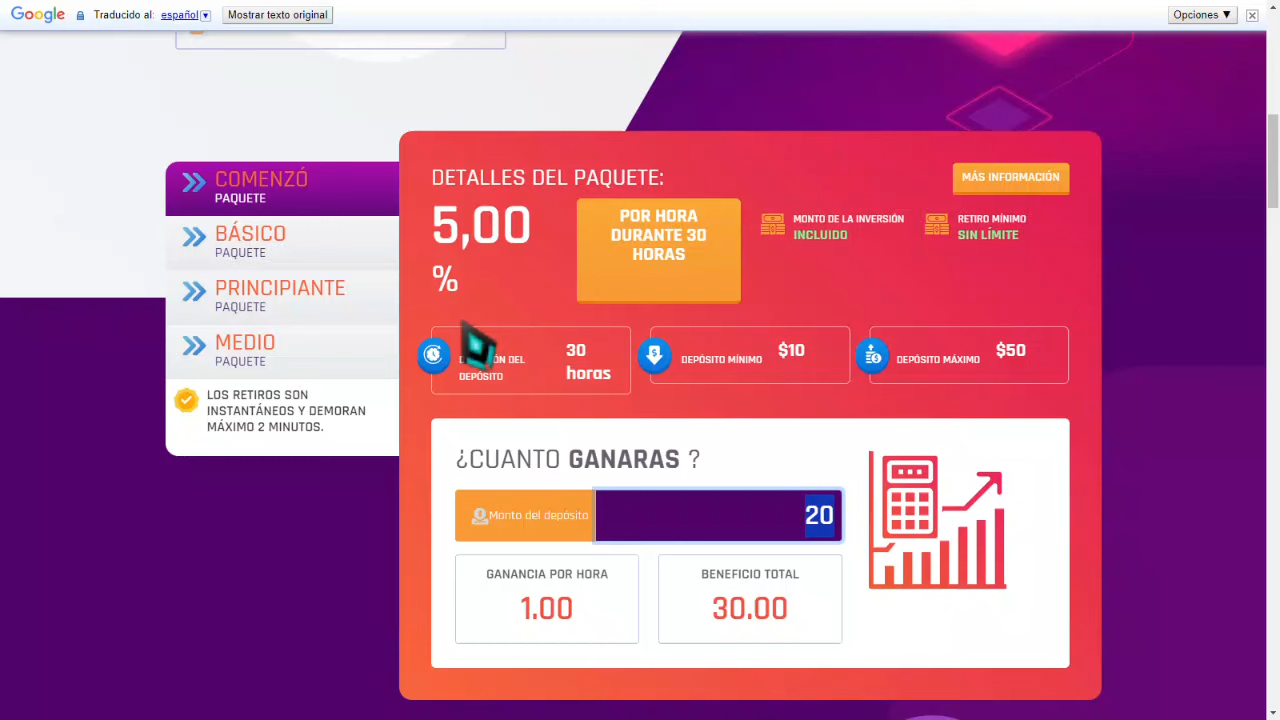 Google Traducido al: español Mostrar texto original Opciones ▼
COMENZÓ
PAQUETE
BÁSICO
PAQUETE
PRINCIPIANTE
PAQUETE
MEDIO
PAQUETE
LOS RETIROS SON
INSTANTÁNEOS Y DEMORAN
MÁXIMO 2 MINUTOS.
DETALLES DEL PAQUETE:
MÁS INFORMACIÓN
5,00
%
POR HORA
DURANTE 30
HORAS
MONTO DE LA INVERSIÓN
INCLUIDO
RETIRO MÍNIMO
SIN LÍMITE
DEL
DEPÓSITO
30
horas
DEPÓSITO MÍNIMO
$10
DEPÓSITO MÁXIMO
$50
¿CUANTO GANARAS ?
Monto del depósito
20
GANANCIA POR HORA
1.00
BENEFICIO TOTAL
30.00